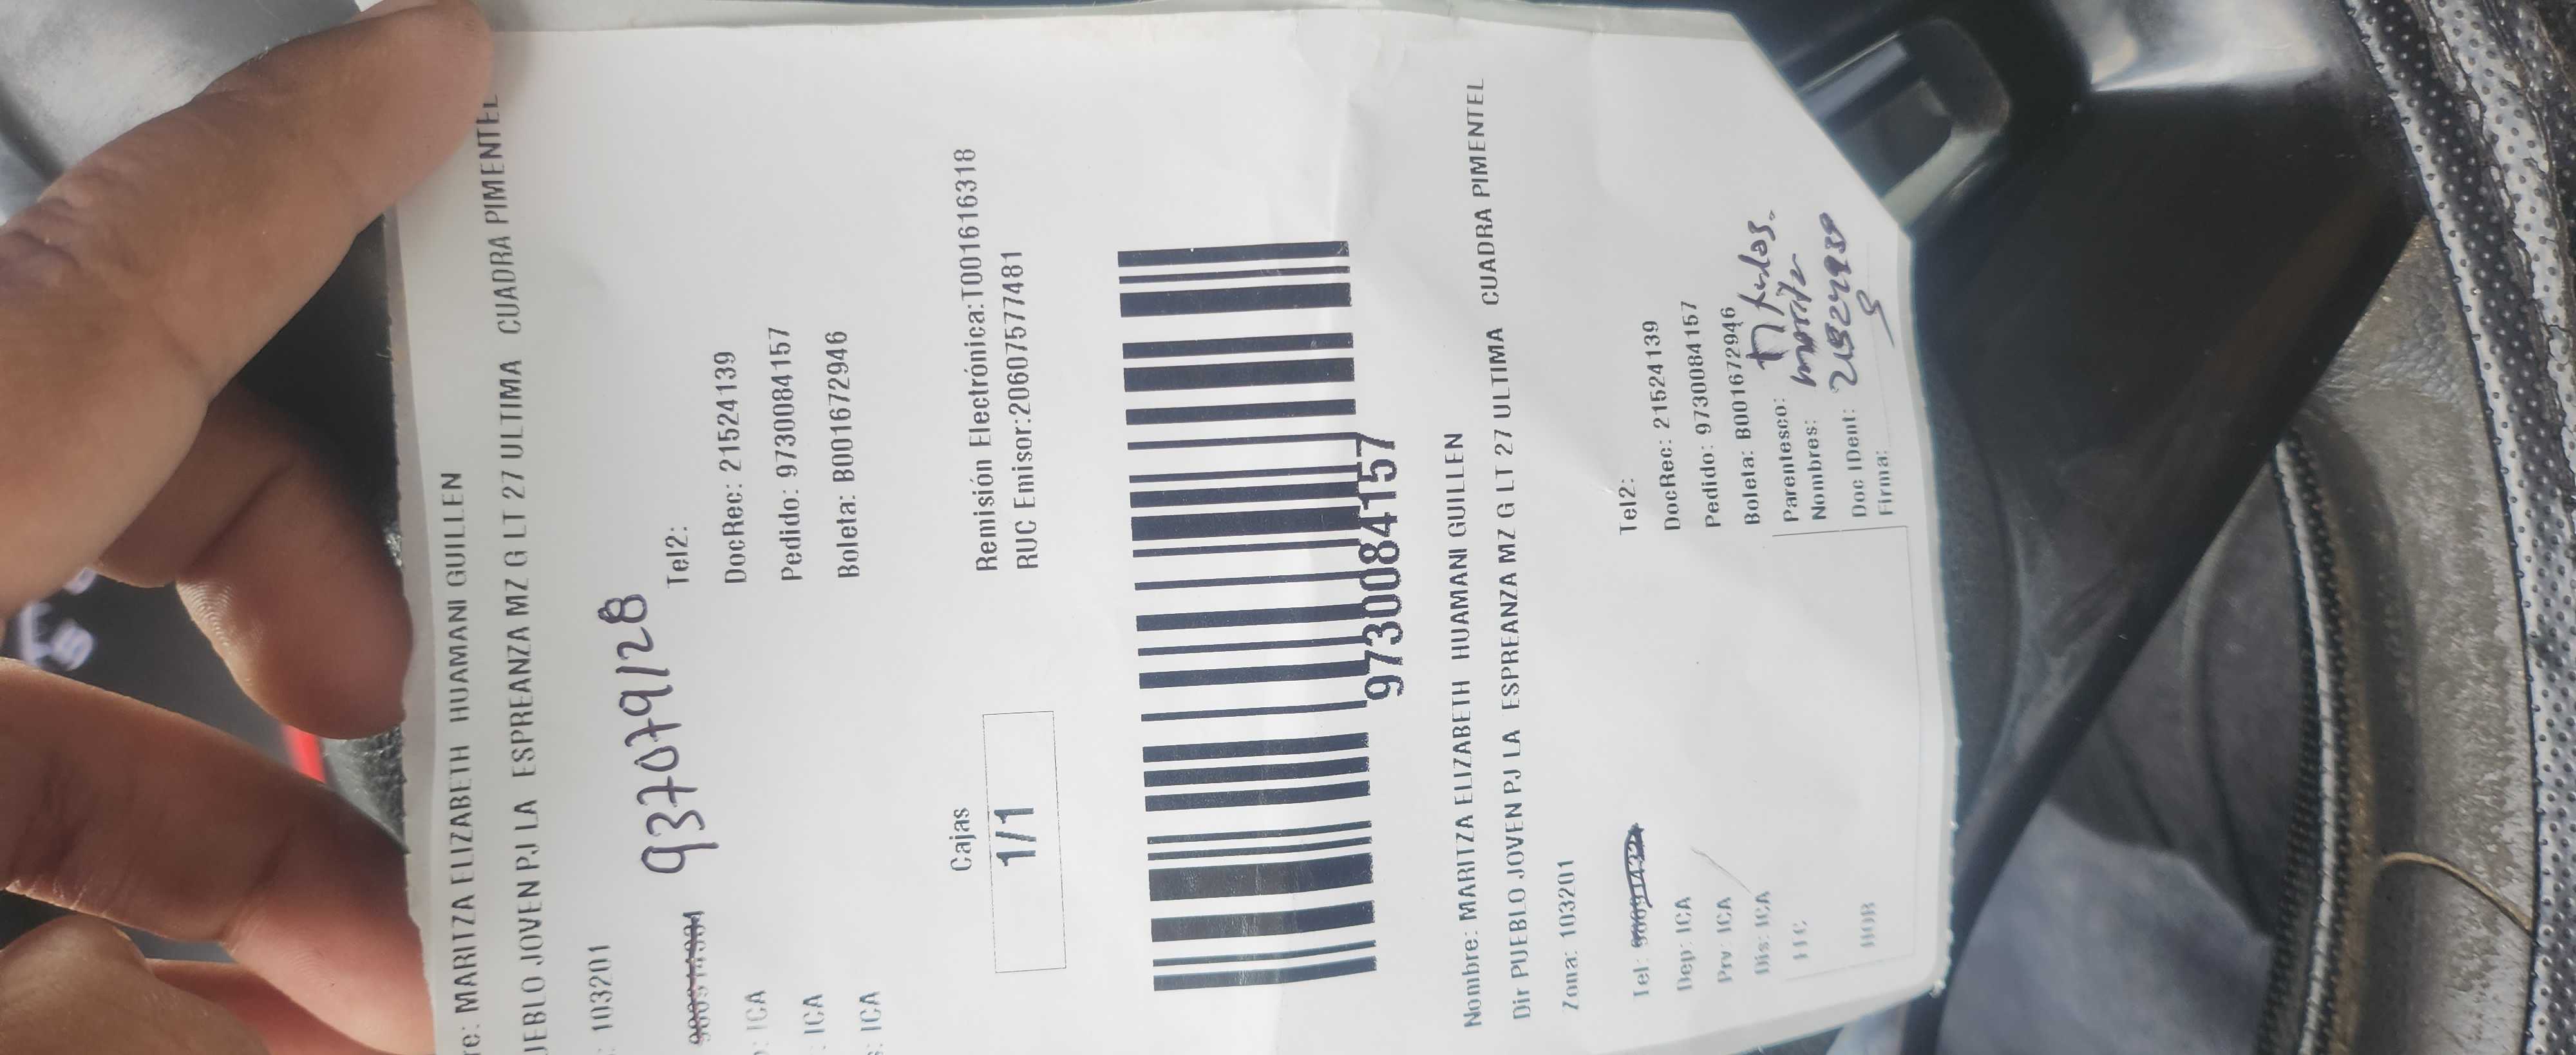 re: MARITZA ELIZABETH HUAMANI GUILLEN
UEBLO JOVEN PJ LA ESPREANZA MZ G LT 27 ULTIMA CUADRA PIMENTEL
: 103201
937079128
Tel2:
: ICA
DocRec: 21524139
: ICA
Pedido: 9730084157
: ICA
Boleta: B001672946
Cajas
1/1
Remisión Electrónica:T001616318
RUC Emisor:20607577481
9730084157
Nombre: MARITZA ELIZABETH HUAMANI GUILLEN
Dir PUEBLO JOVEN PJ LA ESPREANZA MZ G LT 27 ULTIMA CUADRA PIMENTEL
Zona: 103201
Tel:
Tel2:
Dep: ICA
DocRec: 21524139
Prv: ICA
Pedido: 9730084157
Dis: ICA
Boleta: B001672946
Parentesco:
Nombres: Maritza
Doc IDent:
Firma: